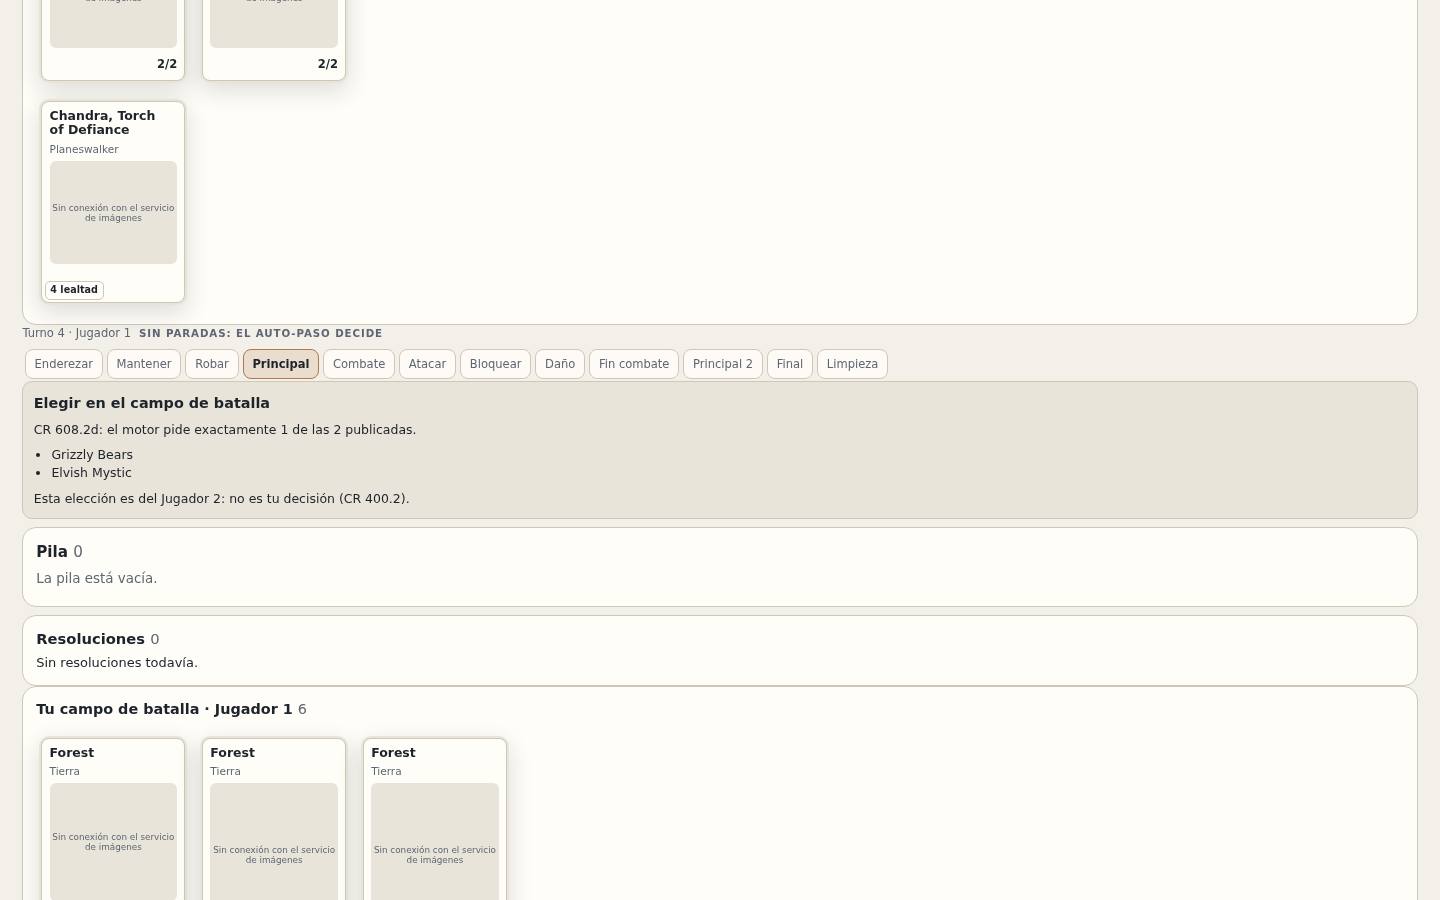 2/2
2/2
Chandra, Torch
of Defiance
Planeswalker
Sin conexión con el servicio
de imágenes
4 lealtad
Turno 4 · Jugador 1 SIN PARADAS: EL AUTO-PASO DECIDE
Enderezar Mantener Robar Principal Combate Atacar Bloquear Daño Fin combate Principal 2 Final Limpieza
Elegir en el campo de batalla
CR 608.2d: el motor pide exactamente 1 de las 2 publicadas.
• Grizzly Bears
• Elvish Mystic
Esta elección es del Jugador 2: no es tu decisión (CR 400.2).
Pila 0
La pila está vacía.
Resoluciones 0
Sin resoluciones todavía.
Tu campo de batalla · Jugador 1 6
Forest Forest Forest
Tierra Tierra Tierra
Sin conexión con el servicio
de imágenes
Sin conexión con el servicio
de imágenes
Sin conexión con el servicio
de imágenes